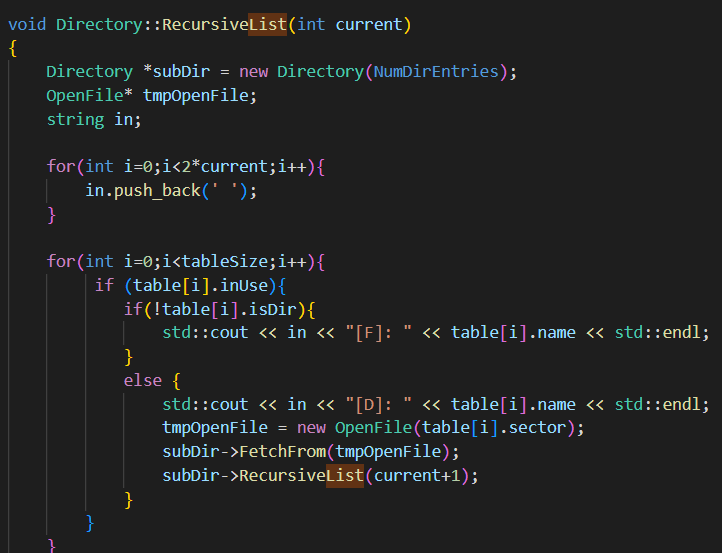 void Directory::RecursiveList(int current)
{
    Directory *subDir = new Directory(NumDirEntries);
    OpenFile* tmpOpenFile;
    string in;

    for(int i=0;i<2*current;i++){
        in.push_back(' ');
    }

    for(int i=0;i<tableSize;i++){
         if (table[i].inUse){
            if(!table[i].isDir){
                std::cout << in << "[F]: " << table[i].name << std::endl;
            }
            else {
                std::cout << in << "[D]: " << table[i].name << std::endl;
                tmpOpenFile = new OpenFile(table[i].sector);
                subDir->FetchFrom(tmpOpenFile);
                subDir->RecursiveList(current+1);
            }
        }
    }